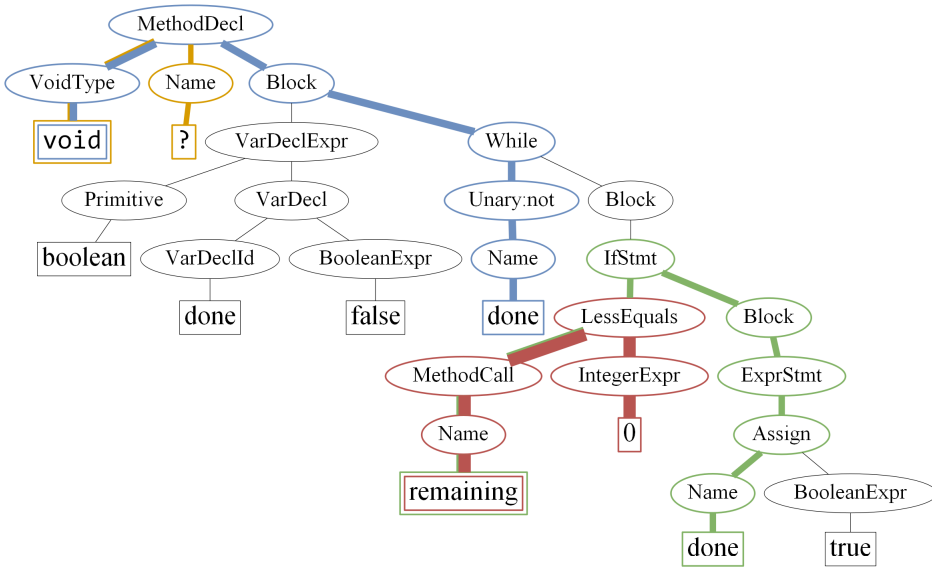 MethodDecl
VoidType Name Block
void ? VarDeclExpr While
Primitive VarDecl Unary:not Block
boolean VarDeclId BooleanExpr Name IfStmt
done false done LessEquals Block
MethodCall IntegerExpr ExprStmt
Name 0 Assign
remaining Name BooleanExpr
done true